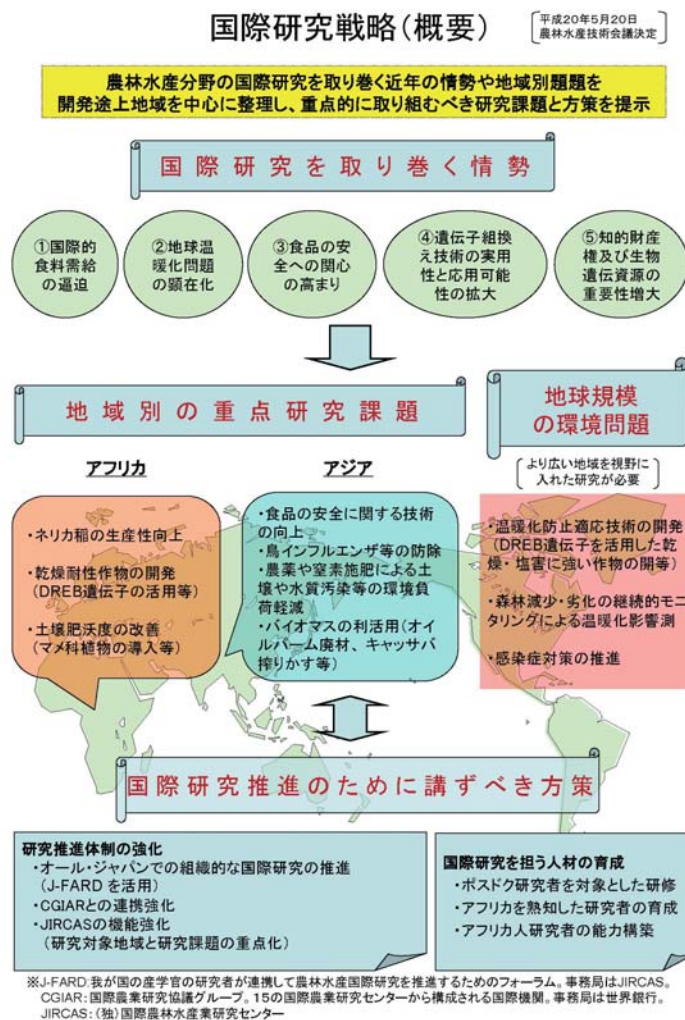 国際研究戦略（概要）
平成20年5月20日
農林水産技術会議決定
農林水産分野の国際研究を取り巻く近年の情勢や地域別題題を
開発途上地域を中心に整理し、重点的に取り組むべき研究課題と方策を提示
国際研究を取り巻く情勢
①国際的
食料需給
の逼迫
②地球温
暖化問題
の顕在化
③食品の安
全への関心
の高まり
④遺伝子組換
え技術の実用
性と応用可能
性の拡大
⑤知的財産
権及び生物
遺伝資源の
重要性増大
地域別の重点研究課題
地球規模
の環境問題
アフリカ
アジア
より広い地域を視野に
入れた研究が必要
・ネリカ稲の生産性向上
・乾燥耐性作物の開発
（DREB遺伝子の活用等）
・土壌肥沃度の改善
（マメ科植物の導入等）
・食品の安全に関する技術
の向上
・鳥インフルエンザ等の防除
・農薬や窒素施肥による土
壌や水質汚染等の環境負
荷軽減
・バイオマスの利活用（オイ
ルパーム廃材、キャッサバ
搾りかす等）
・温暖化防止適応技術の開発
（DREB遺伝子を活用した乾
燥・塩害に強い作物の開等）
・森林減少・劣化の継続的モニ
タリングによる温暖化影響測
・感染症対策の推進
国際研究推進のために講ずべき方策
研究推進体制の強化
・オール・ジャパンでの組織的な国際研究の推進
（J-FARD を活用）
・CGIARとの連携強化
・JIRCASの機能強化
（研究対象地域と研究課題の重点化）
国際研究を担う人材の育成
・ポスドク研究者を対象とした研修
・アフリカを熟知した研究者の育成
・アフリカ人研究者の能力構築
※J-FARD:我が国の産学官の研究者が連携して農林水産国際研究を推進するためのフォーラム。事務局はJIRCAS。
CGIAR：国際農業研究協議グループ。15の国際農業研究センターから構成される国際機関。事務局は世界銀行。
JIRCAS：（独）国際農林水産業研究センター